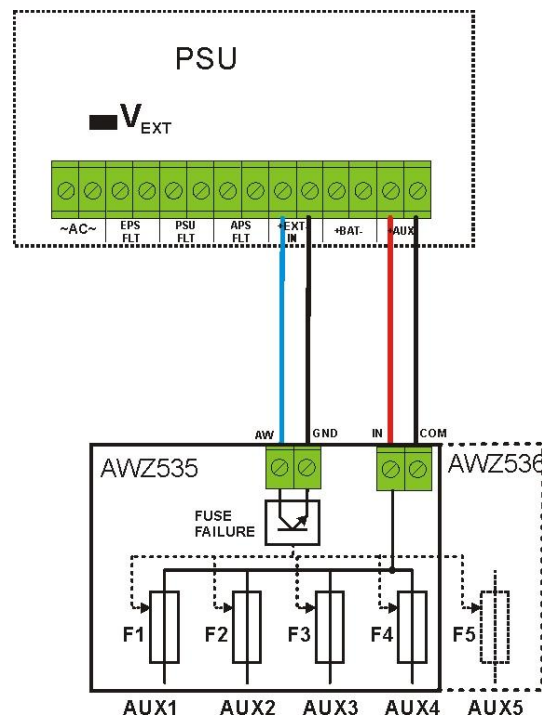 PSU
VEXT
~AC~ EPS FLT PSU FLT APS FLT +EXT- IN +BAT- +AUX-
AW GND IN COM
AWZ535 AWZ536
FUSE FAILURE
F1 F2 F3 F4 F5
AUX1 AUX2 AUX3 AUX4 AUX5